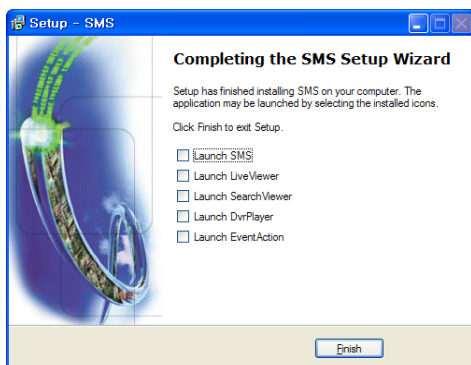 Setup - SMS
Completing the SMS Setup Wizard
Setup has finished installing SMS on your computer. The
application may be launched by selecting the installed icons.
Click Finish to exit Setup.
Launch SMS
Launch LiveViewer
Launch SearchViewer
Launch DvrPlayer
Launch EventAction
Finish